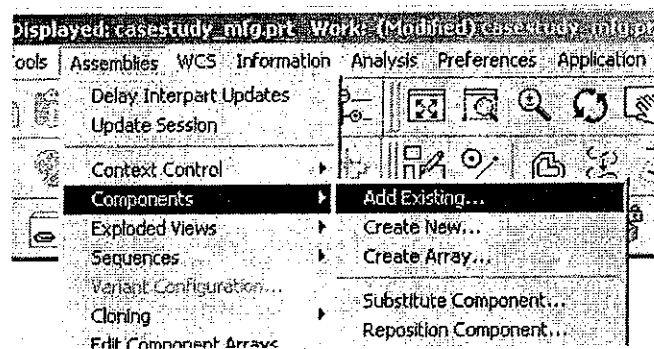 Displayed: casestudy_mfg.prt Work: (Modified) casestudy_mfg.prt
ools Assemblies WCS Information Analysis Preferences Application
Delay Interpart Updates
Update Session
Context Control
Components Add Existing...
Exploded Views Create New...
Sequences Create Array...
Variant Configuration...
Substitute Component...
Cloning
Reposition Component...
Edit Component Arrays